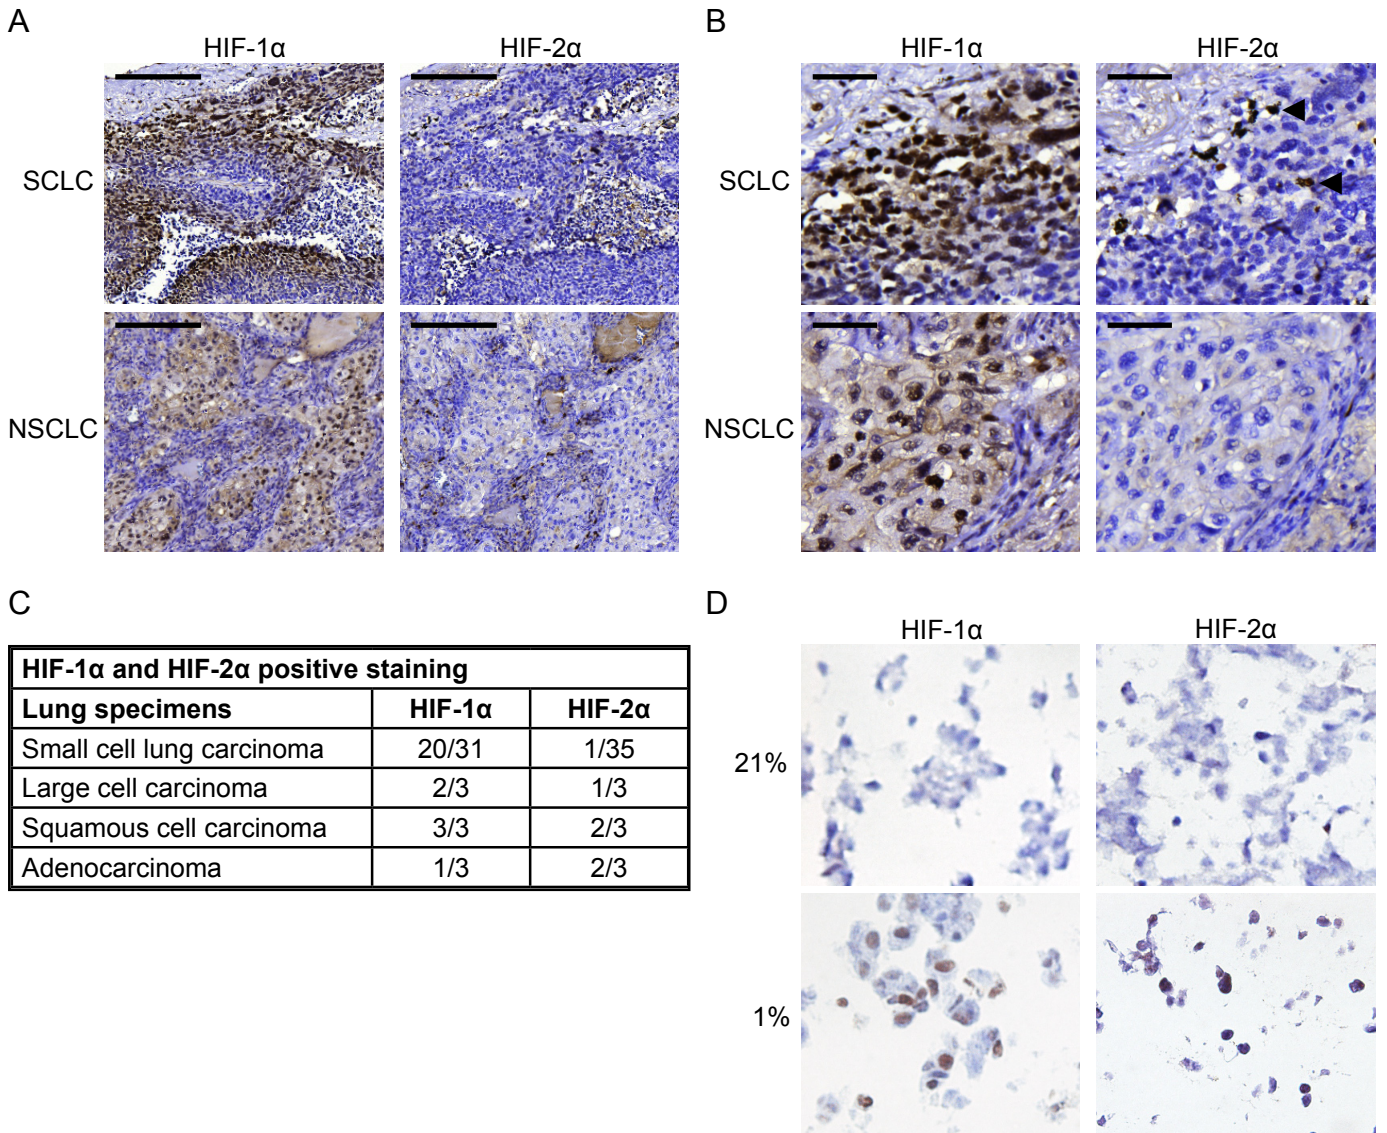 A
HIF-1α HIF-2α
SCLC
NSCLC
B
HIF-1α HIF-2α
SCLC
NSCLC
C
HIF-1α and HIF-2α positive staining
Lung specimens HIF-1α HIF-2α
Small cell lung carcinoma 20/31 1/35
Large cell carcinoma 2/3 1/3
Squamous cell carcinoma 3/3 2/3
Adenocarcinoma 1/3 2/3
D
HIF-1α HIF-2α
21%
1%